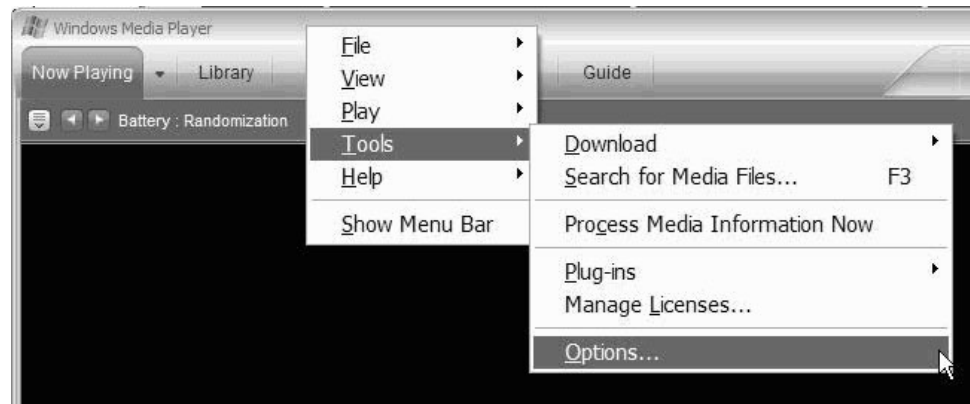 Windows Media Player
Now Playing Library Guide
Battery : Randomization
File
View
Play
Tools
Help
Show Menu Bar
Download
Search for Media Files... F3
Process Media Information Now
Plug-ins
Manage Licenses...
Options...